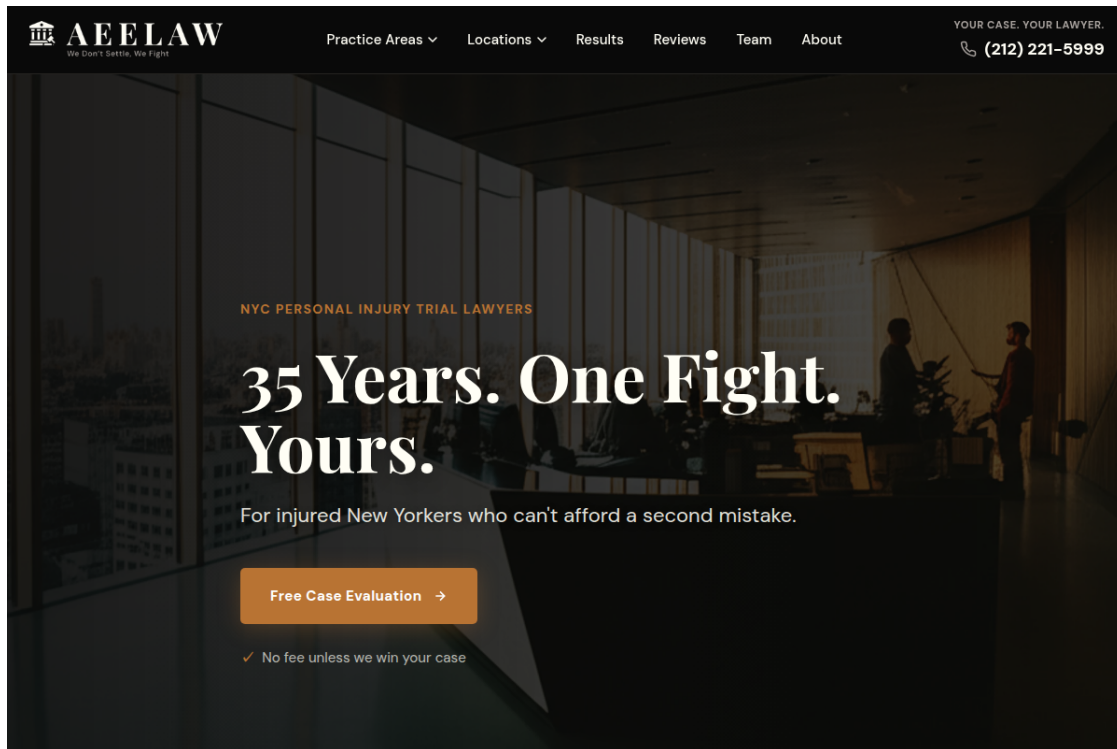 AEELAW
We Don't Settle, We Fight
Practice Areas
Locations
Results
Reviews
Team
About
YOUR CASE. YOUR LAWYER.
(212) 221-5999
NYC PERSONAL INJURY TRIAL LAWYERS
35 Years. One Fight.
Yours.
For injured New Yorkers who can't afford a second mistake.
Free Case Evaluation →
✓ No fee unless we win your case